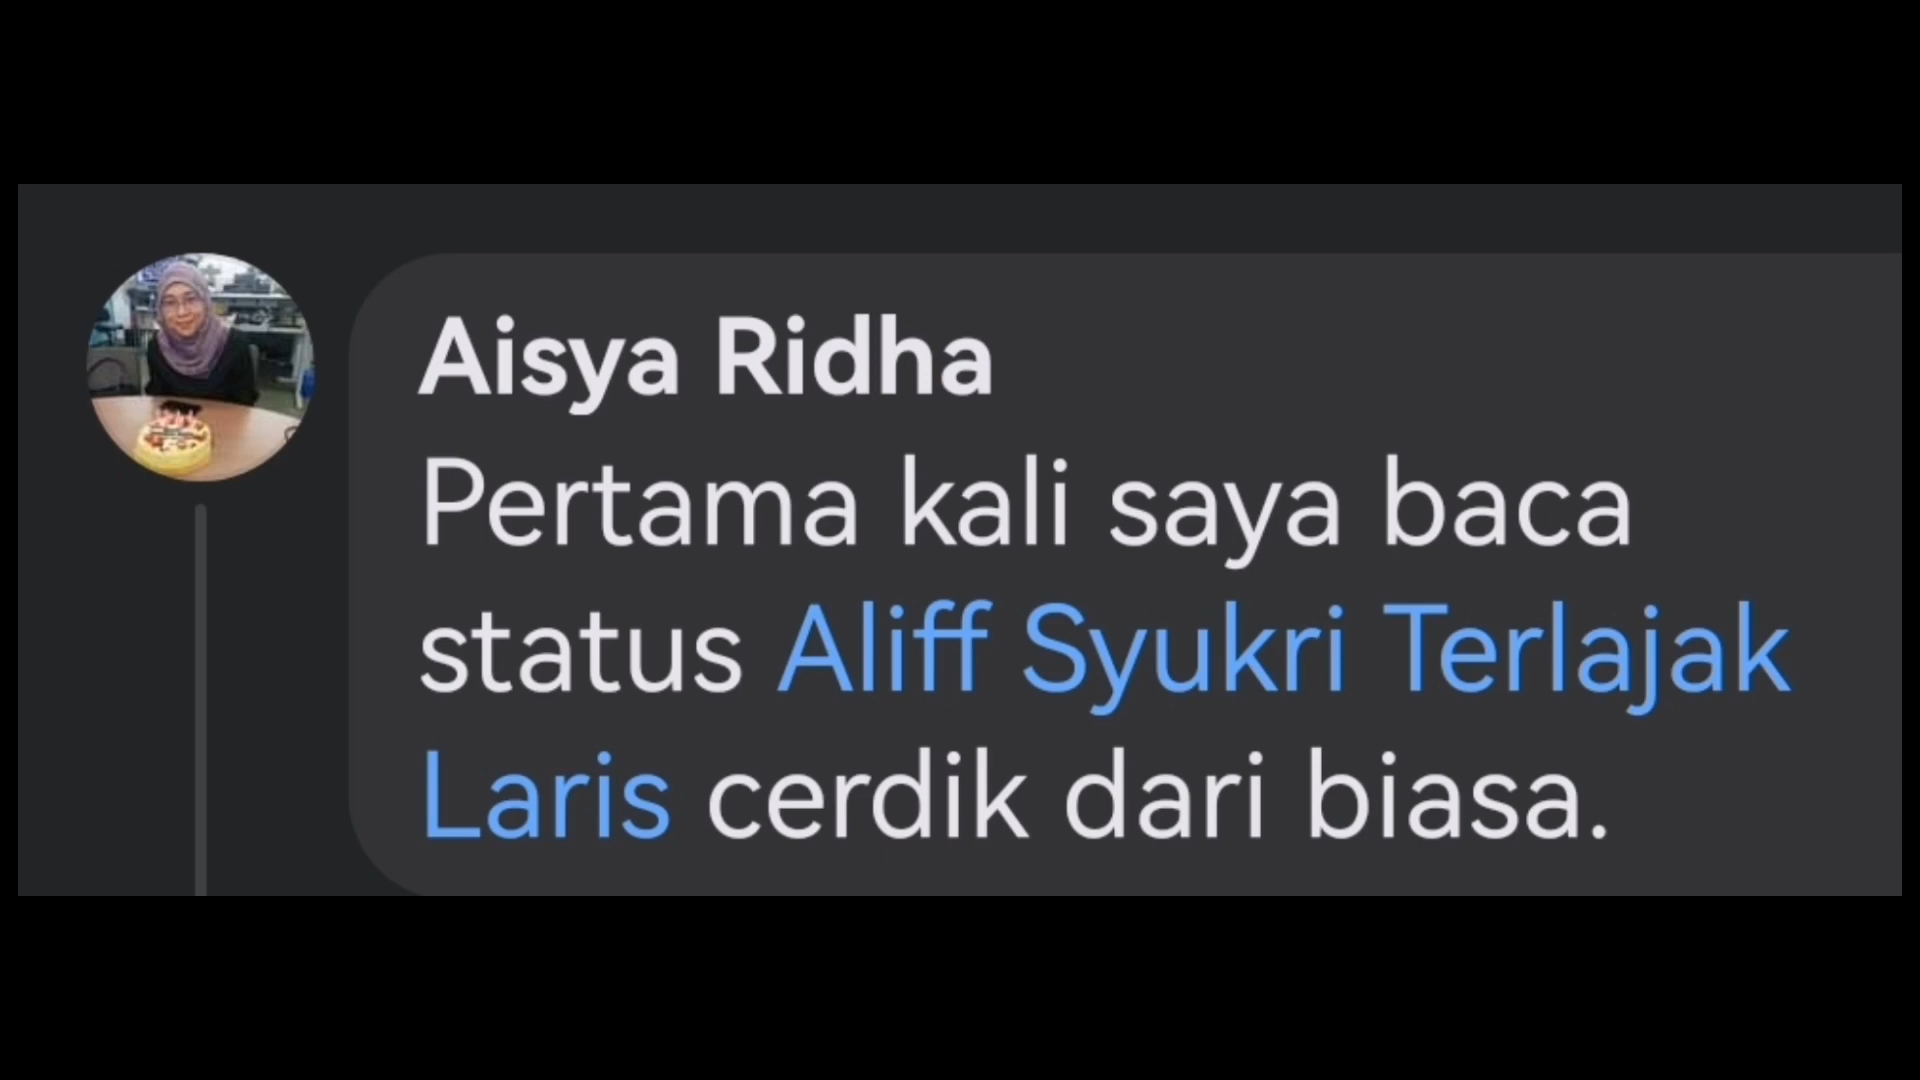 Aisya Ridha
Pertama kali saya baca
status Aliff Syukri Terlajak
Laris cerdik dari biasa.